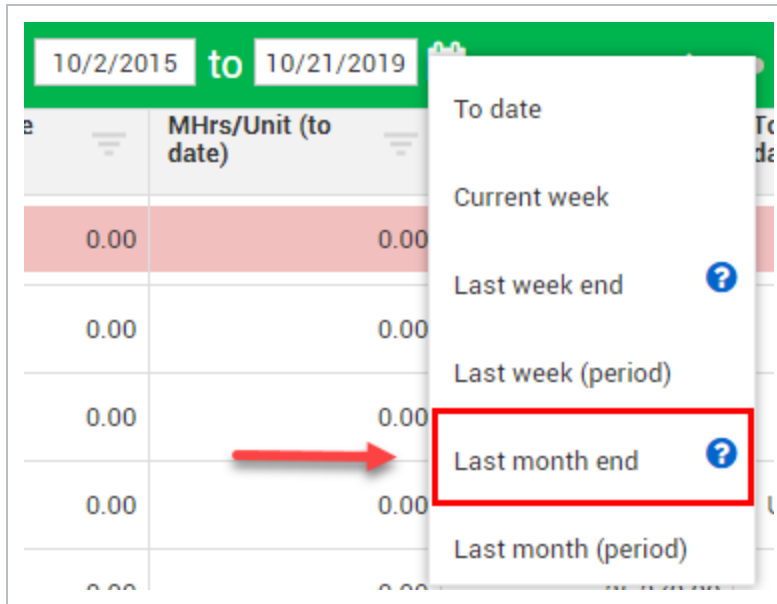 10/2/2015 to 10/21/2019
MHrs/Unit (to
date)
To date
Current week
Last week end ?
Last week (period)
Last month end ?
Last month (period)
0.00 0.00
0.00 0.00
0.00 0.00
0.00 0.00